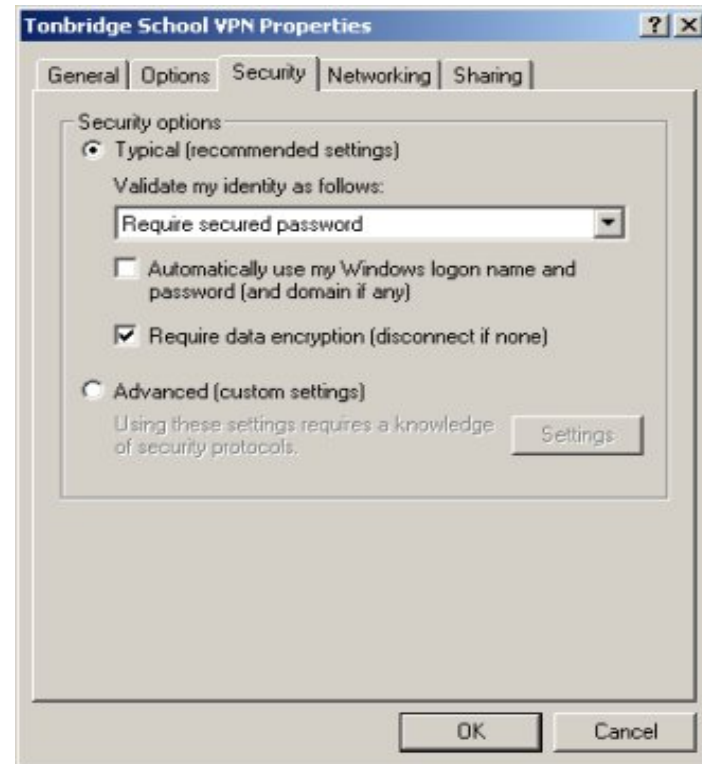 Tonbridge School VPN Properties
General Options Security Networking Sharing
Security options
Typical (recommended settings)
Validate my identity as follows:
Require secured password
Automatically use my Windows logon name and
password (and domain if any)
Require data encryption (disconnect if none)
Advanced (custom settings)
Using these settings requires a knowledge
of security protocols.
Settings
OK Cancel